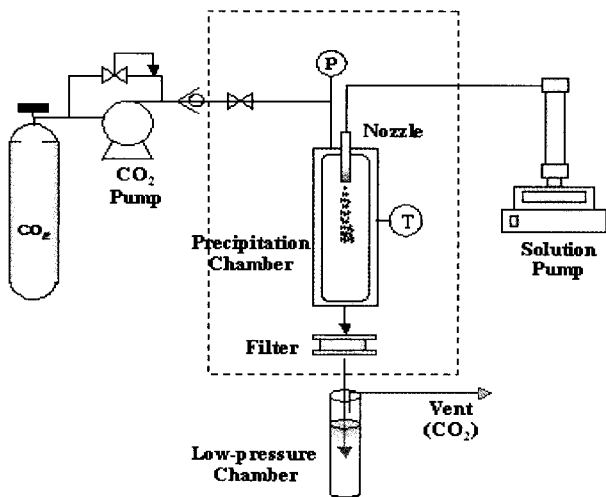 P
Nozzle
CO₂
Pump
CO₂
T
Precipitation
Chamber
Solution
Pump
Filter
Vent
(CO₂)
Low-pressure
Chamber